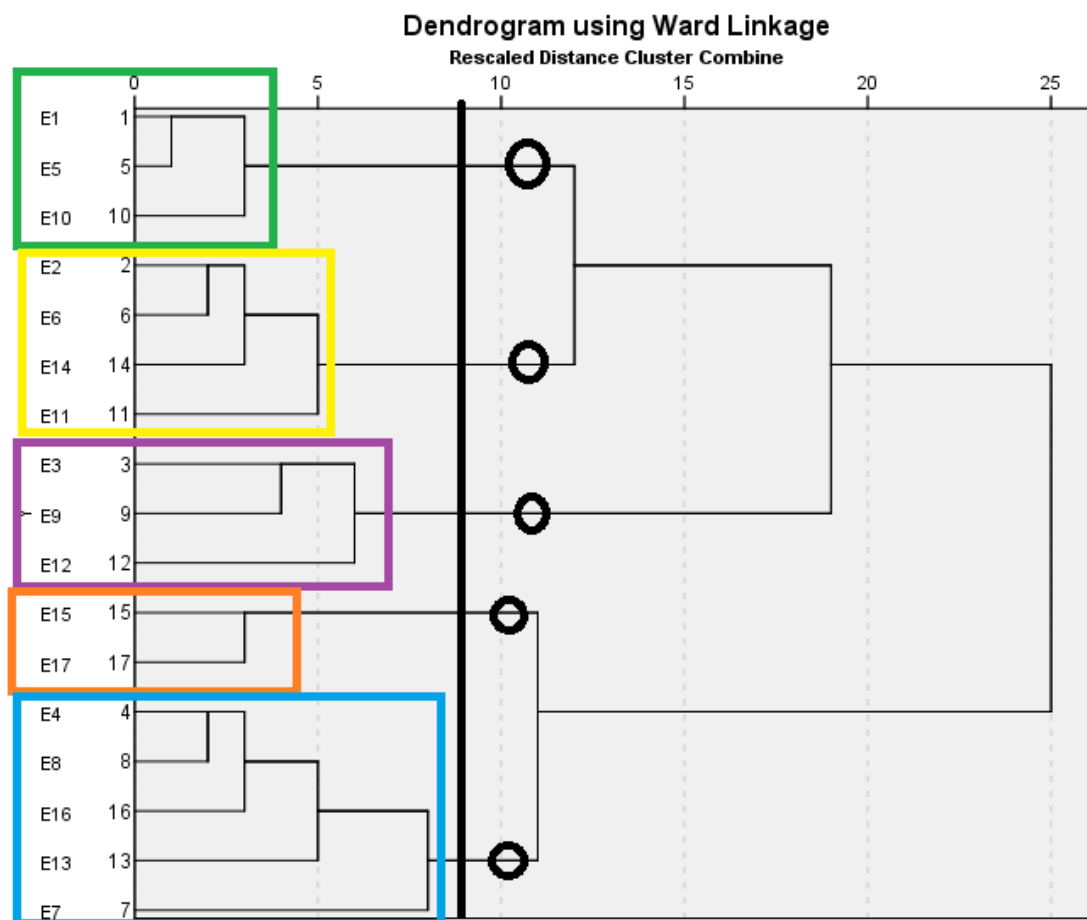 Dendrogram using Ward Linkage
Rescaled Distance Cluster Combine
0 5 10 15 20 25
E1 1
E5 5
E10 10
E2 2
E6 6
E14 14
E11 11
E3 3
E9 9
E12 12
E15 15
E17 17
E4 4
E8 8
E16 16
E13 13
E7 7